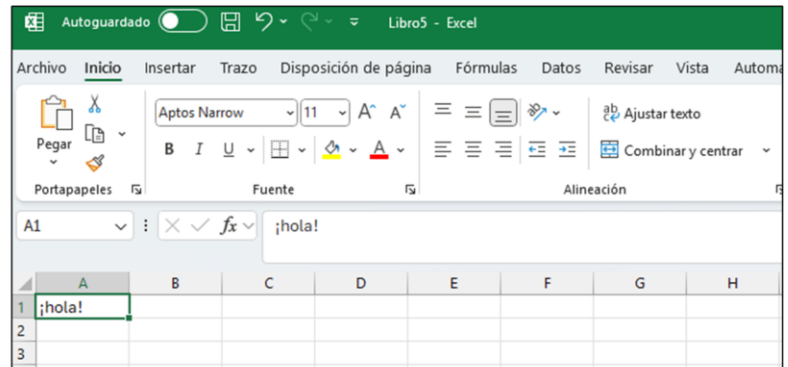 Autoguardado Libro5 - Excel
Archivo Inicio Insertar Trazo Disposición de página Fórmulas Datos Revisar Vista Automa
Pegar Aptos Narrow 11 A A ab Ajustar texto
N K S A Combinar y centrar
Portapapeles Fuente Alineación
A1 fx ¡hola!
A B C D E F G H
1 ¡hola!
2
3